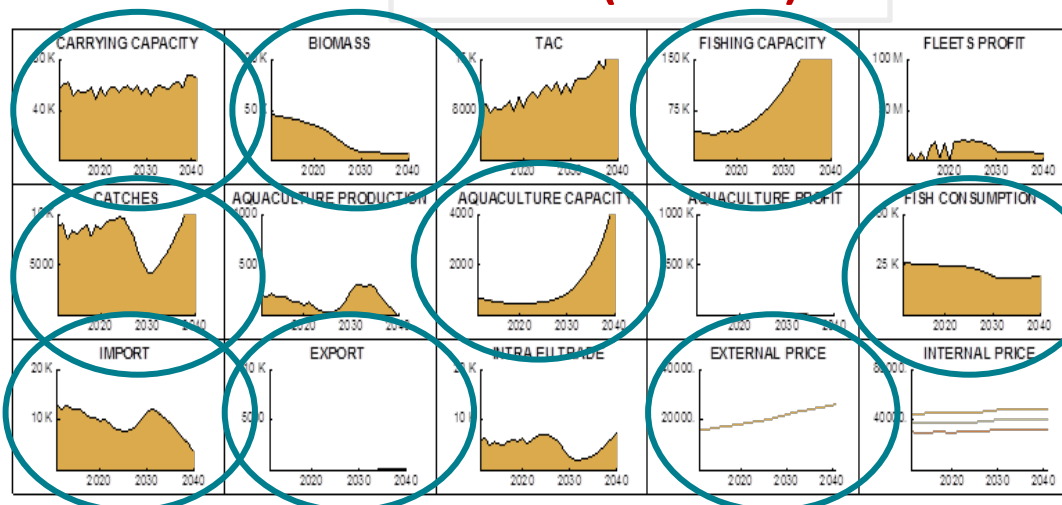 CARRYING CAPACITY
BIOMASS
TAC
FISHING CAPACITY
FLEETS PROFIT
40 K
2020 2030 2040
2020 2030 2040
8000
2020 2030 2040
150 K
75 K
2020 2030 2040
100 M
2020 2030 2040
CATCHES
AQUACULTURE PRODUCTION
AQUACULTURE CAPACITY
AQUACULTURE PROFIT
FISH CONSUMPTION
5000
2020 2030 2040
2020 2030 2040
4000
2000
2020 2030 2040
1000 K
500 K
2020 2030 2040
25 K
2020 2030 2040
IMPORT
EXPORT
INTRA EU TRADE
EXTERNAL PRICE
INTERNAL PRICE
20 K
10 K
2020 2030 2040
2020 2030 2040
2020 2030 2040
20000.
2020 2030 2040
40000.
2020 2030 2040